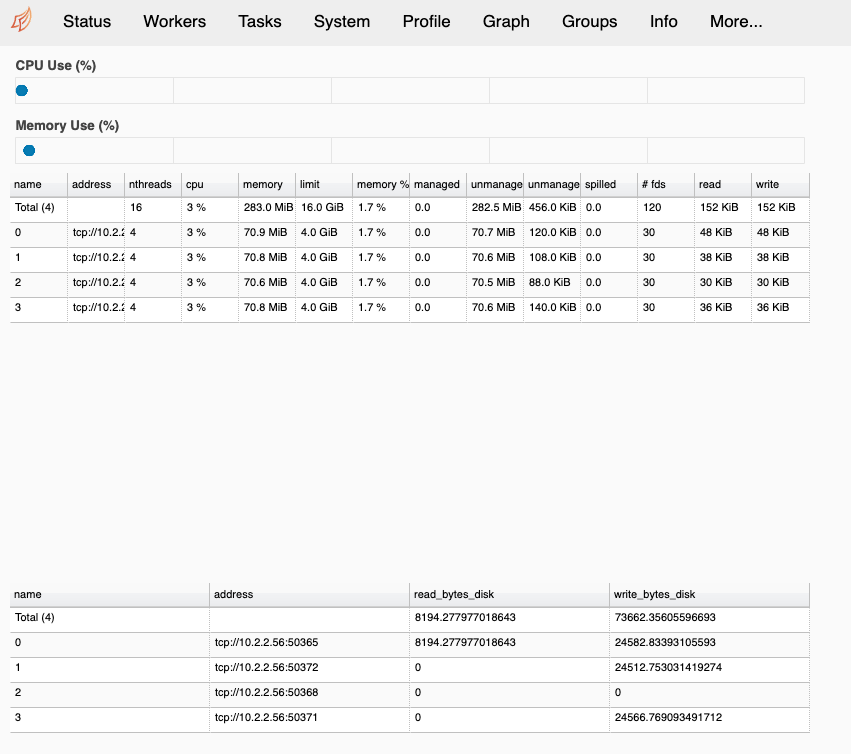 Status Workers Tasks System Profile Graph Groups Info More...
CPU Use (%)
Memory Use (%)
name address nthreads cpu memory limit memory % managed unmanage unmanage spilled # fds read write
Total (4) 16 3 % 283.0 MiB 16.0 GiB 1.7 % 0.0 282.5 MiB 456.0 KiB 0.0 120 152 KiB 152 KiB
0 tcp://10.2.2 4 3 % 70.9 MiB 4.0 GiB 1.7 % 0.0 70.7 MiB 120.0 KiB 0.0 30 48 KiB 48 KiB
1 tcp://10.2.2 4 3 % 70.8 MiB 4.0 GiB 1.7 % 0.0 70.6 MiB 108.0 KiB 0.0 30 38 KiB 38 KiB
2 tcp://10.2.2 4 3 % 70.6 MiB 4.0 GiB 1.7 % 0.0 70.5 MiB 88.0 KiB 0.0 30 30 KiB 30 KiB
3 tcp://10.2.2 4 3 % 70.8 MiB 4.0 GiB 1.7 % 0.0 70.6 MiB 140.0 KiB 0.0 30 36 KiB 36 KiB
name address read_bytes_disk write_bytes_disk
Total (4) 8194.277977018643 73662.35605596693
0 tcp://10.2.2.56:50365 8194.277977018643 24582.83393105593
1 tcp://10.2.2.56:50372 0 24512.753031419274
2 tcp://10.2.2.56:50368 0 0
3 tcp://10.2.2.56:50371 0 24566.769093491712